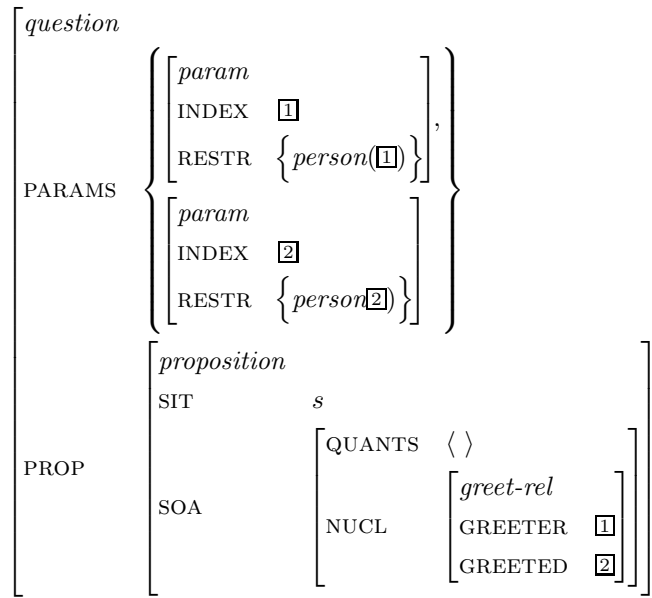 question
param
INDEX 1
RESTR {person(1)},
PARAMS
param
INDEX 2
RESTR {person2)}
proposition
SIT s
QUANTS ⟨ ⟩
PROP
greet-rel
SOA NUCL GREETER 1
GREETED 2